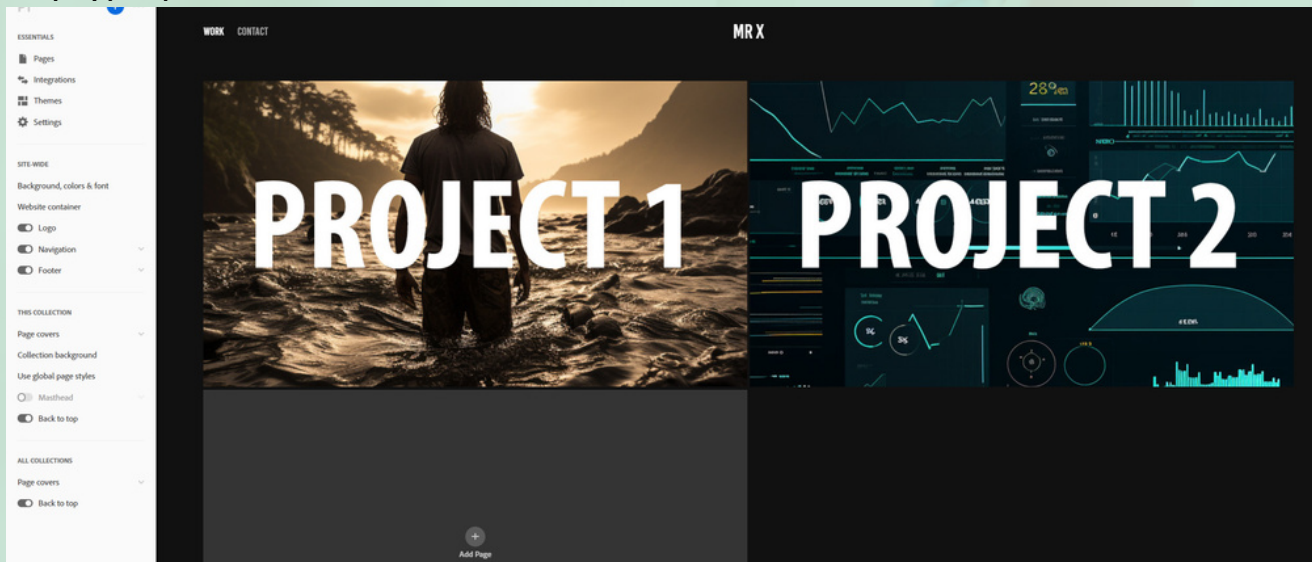 ESSENTIALS
Pages
Integrations
Themes
Settings
SITE-WIDE
Background, colors & font
Website container
Logo
Navigation
Footer
THIS COLLECTION
Page covers
Collection background
Use global page styles
Masthead
Back to top
ALL COLLECTIONS
Page covers
Back to top
WORK CONTACT
MR X
PROJECT 1
PROJECT 2
Add Page